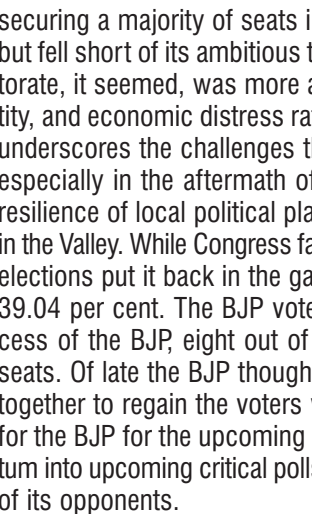 securing a majority of seats i
but fell short of its ambitious t
torate, it seemed, was more a
tity, and economic distress ra
underscores the challenges t
especially in the aftermath of
resilience of local political pla
in the Valley. While Congress fa
elections put it back in the ga
39.04 per cent. The BJP vote
cess of the BJP, eight out of
seats. Of late the BJP though
together to regain the voters
for the BJP for the upcoming
tum into upcoming critical polls
of its opponents.